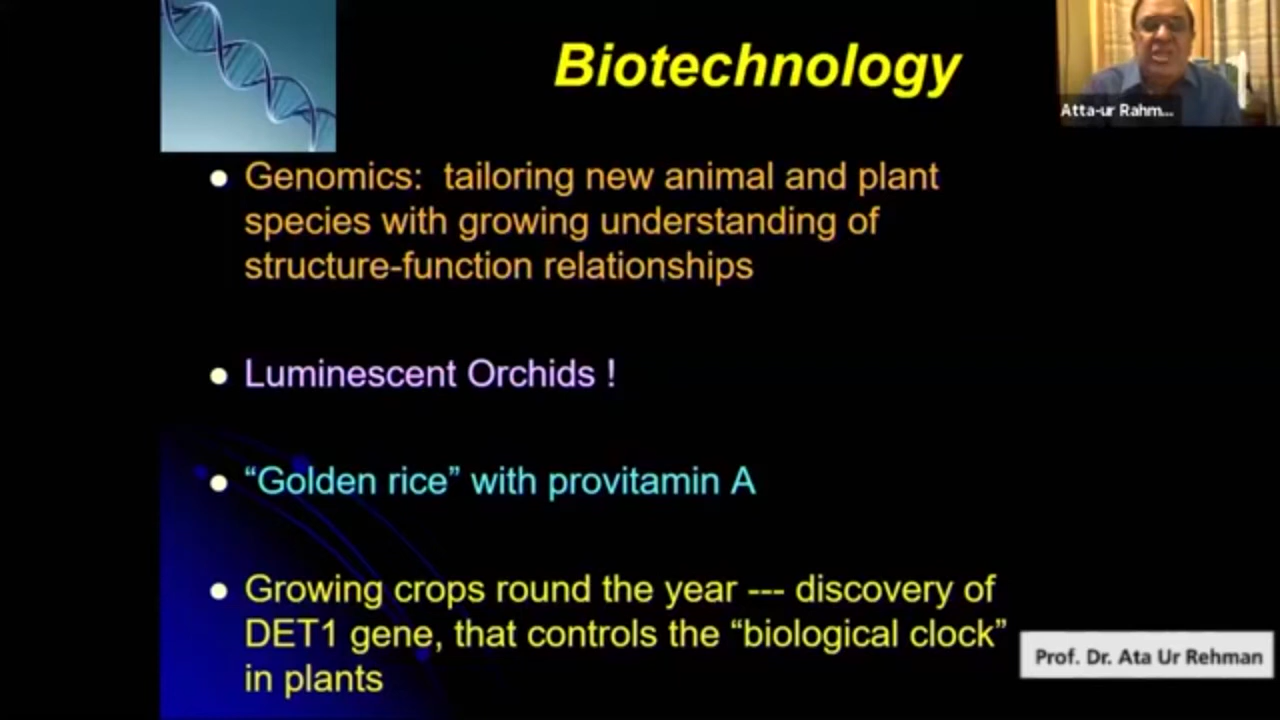 Biotechnology
Atta-ur Rahm...
● Genomics: tailoring new animal and plant
species with growing understanding of
structure-function relationships
● Luminescent Orchids !
● “Golden rice” with provitamin A
● Growing crops round the year --- discovery of
DET1 gene, that controls the “biological clock”
in plants
Prof. Dr. Ata Ur Rehman